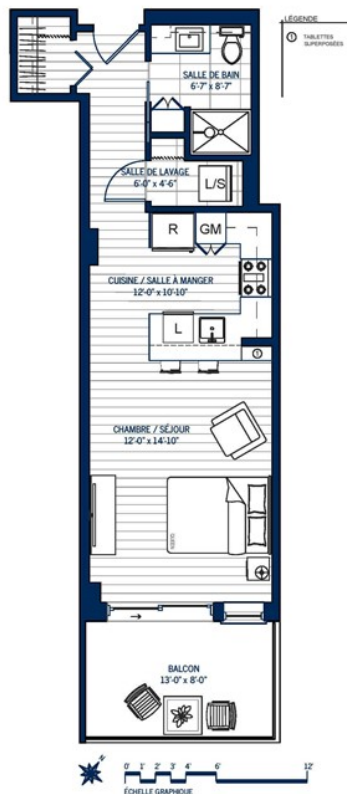 LÉGENDE
1 TABLETTES
SUPERPOSÉES
SALLE DE BAIN
6'-7" x 8'-7"
SALLE DE LAVAGE
6'-0" x 4'-6"
L/S
R
GM
CUISINE / SALLE À MANGER
12'-0" x 10'-10"
L
1
CHAMBRE / SÉJOUR
12'-0" x 14'-10"
BALCON
13'-0" x 8'-0"
N
0' 1' 2' 3' 4' 6' 12'
ÉCHELLE GRAPHIQUE